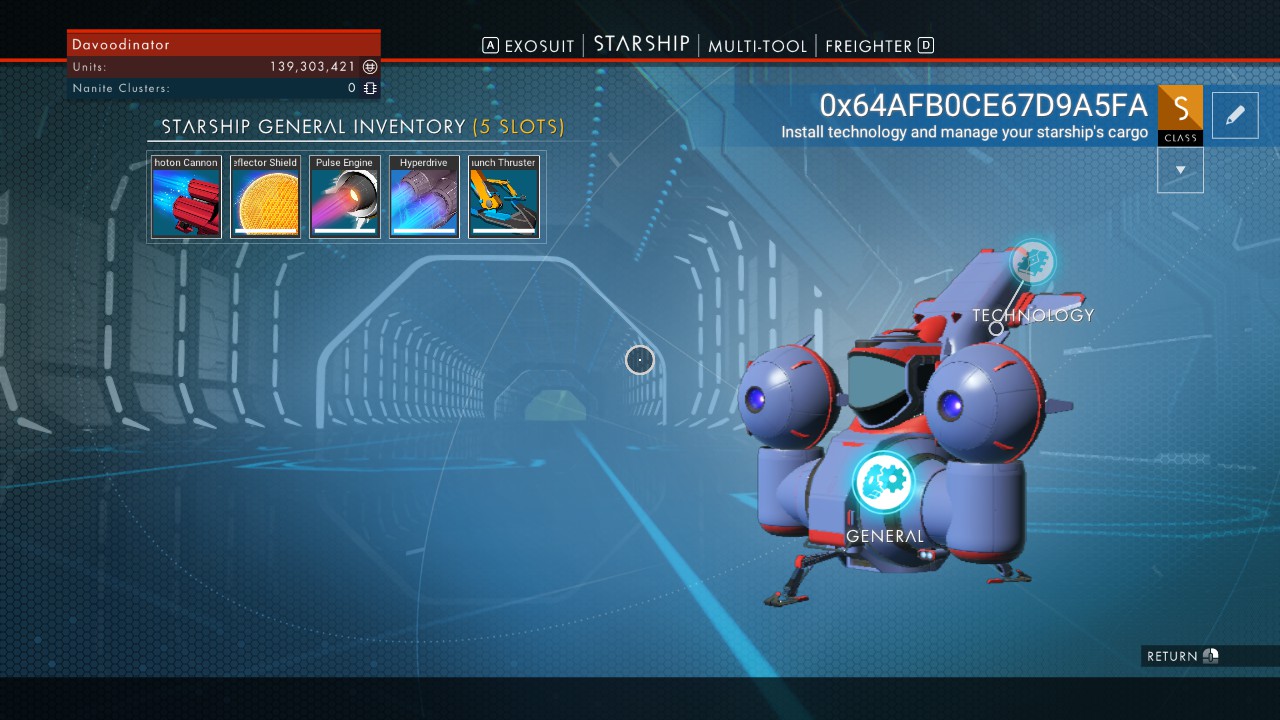 Davoodinator
Units: 139,303,421
Nanite Clusters: 0
A EXOSUIT STARSHIP MULTI-TOOL FREIGHTER D
0x64AFB0CE67D9A5FA
Install technology and manage your starship's cargo
S
CLASS
STARSHIP GENERAL INVENTORY (5 SLOTS)
hoton Cannon eflector Shield Pulse Engine Hyperdrive aunch Thruster
TECHNOLOGY
GENERAL
RETURN